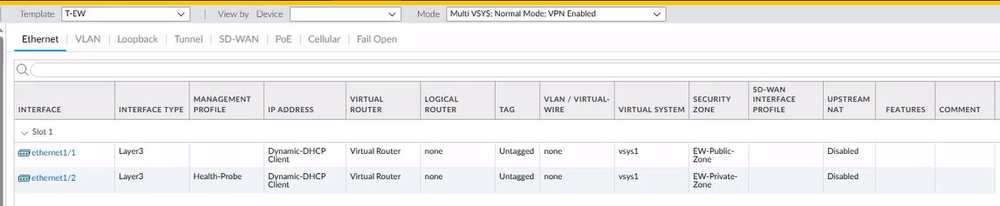 Template T-EW View by Device Mode Multi VSYS; Normal Mode; VPN Enabled
Ethernet VLAN Loopback Tunnel SD-WAN PoE Cellular Fail Open
INTERFACE INTERFACE TYPE MANAGEMENT PROFILE IP ADDRESS VIRTUAL ROUTER LOGICAL ROUTER TAG VLAN / VIRTUAL-WIRE VIRTUAL SYSTEM SECURITY ZONE SD-WAN INTERFACE PROFILE UPSTREAM NAT FEATURES COMMENT
Slot 1
ethernet1/1 Layer3 Dynamic-DHCP Client Virtual Router none Untagged none vsys1 EW-Public-Zone Disabled
ethernet1/2 Layer3 Health-Probe Dynamic-DHCP Client Virtual Router none Untagged none vsys1 EW-Private-Zone Disabled